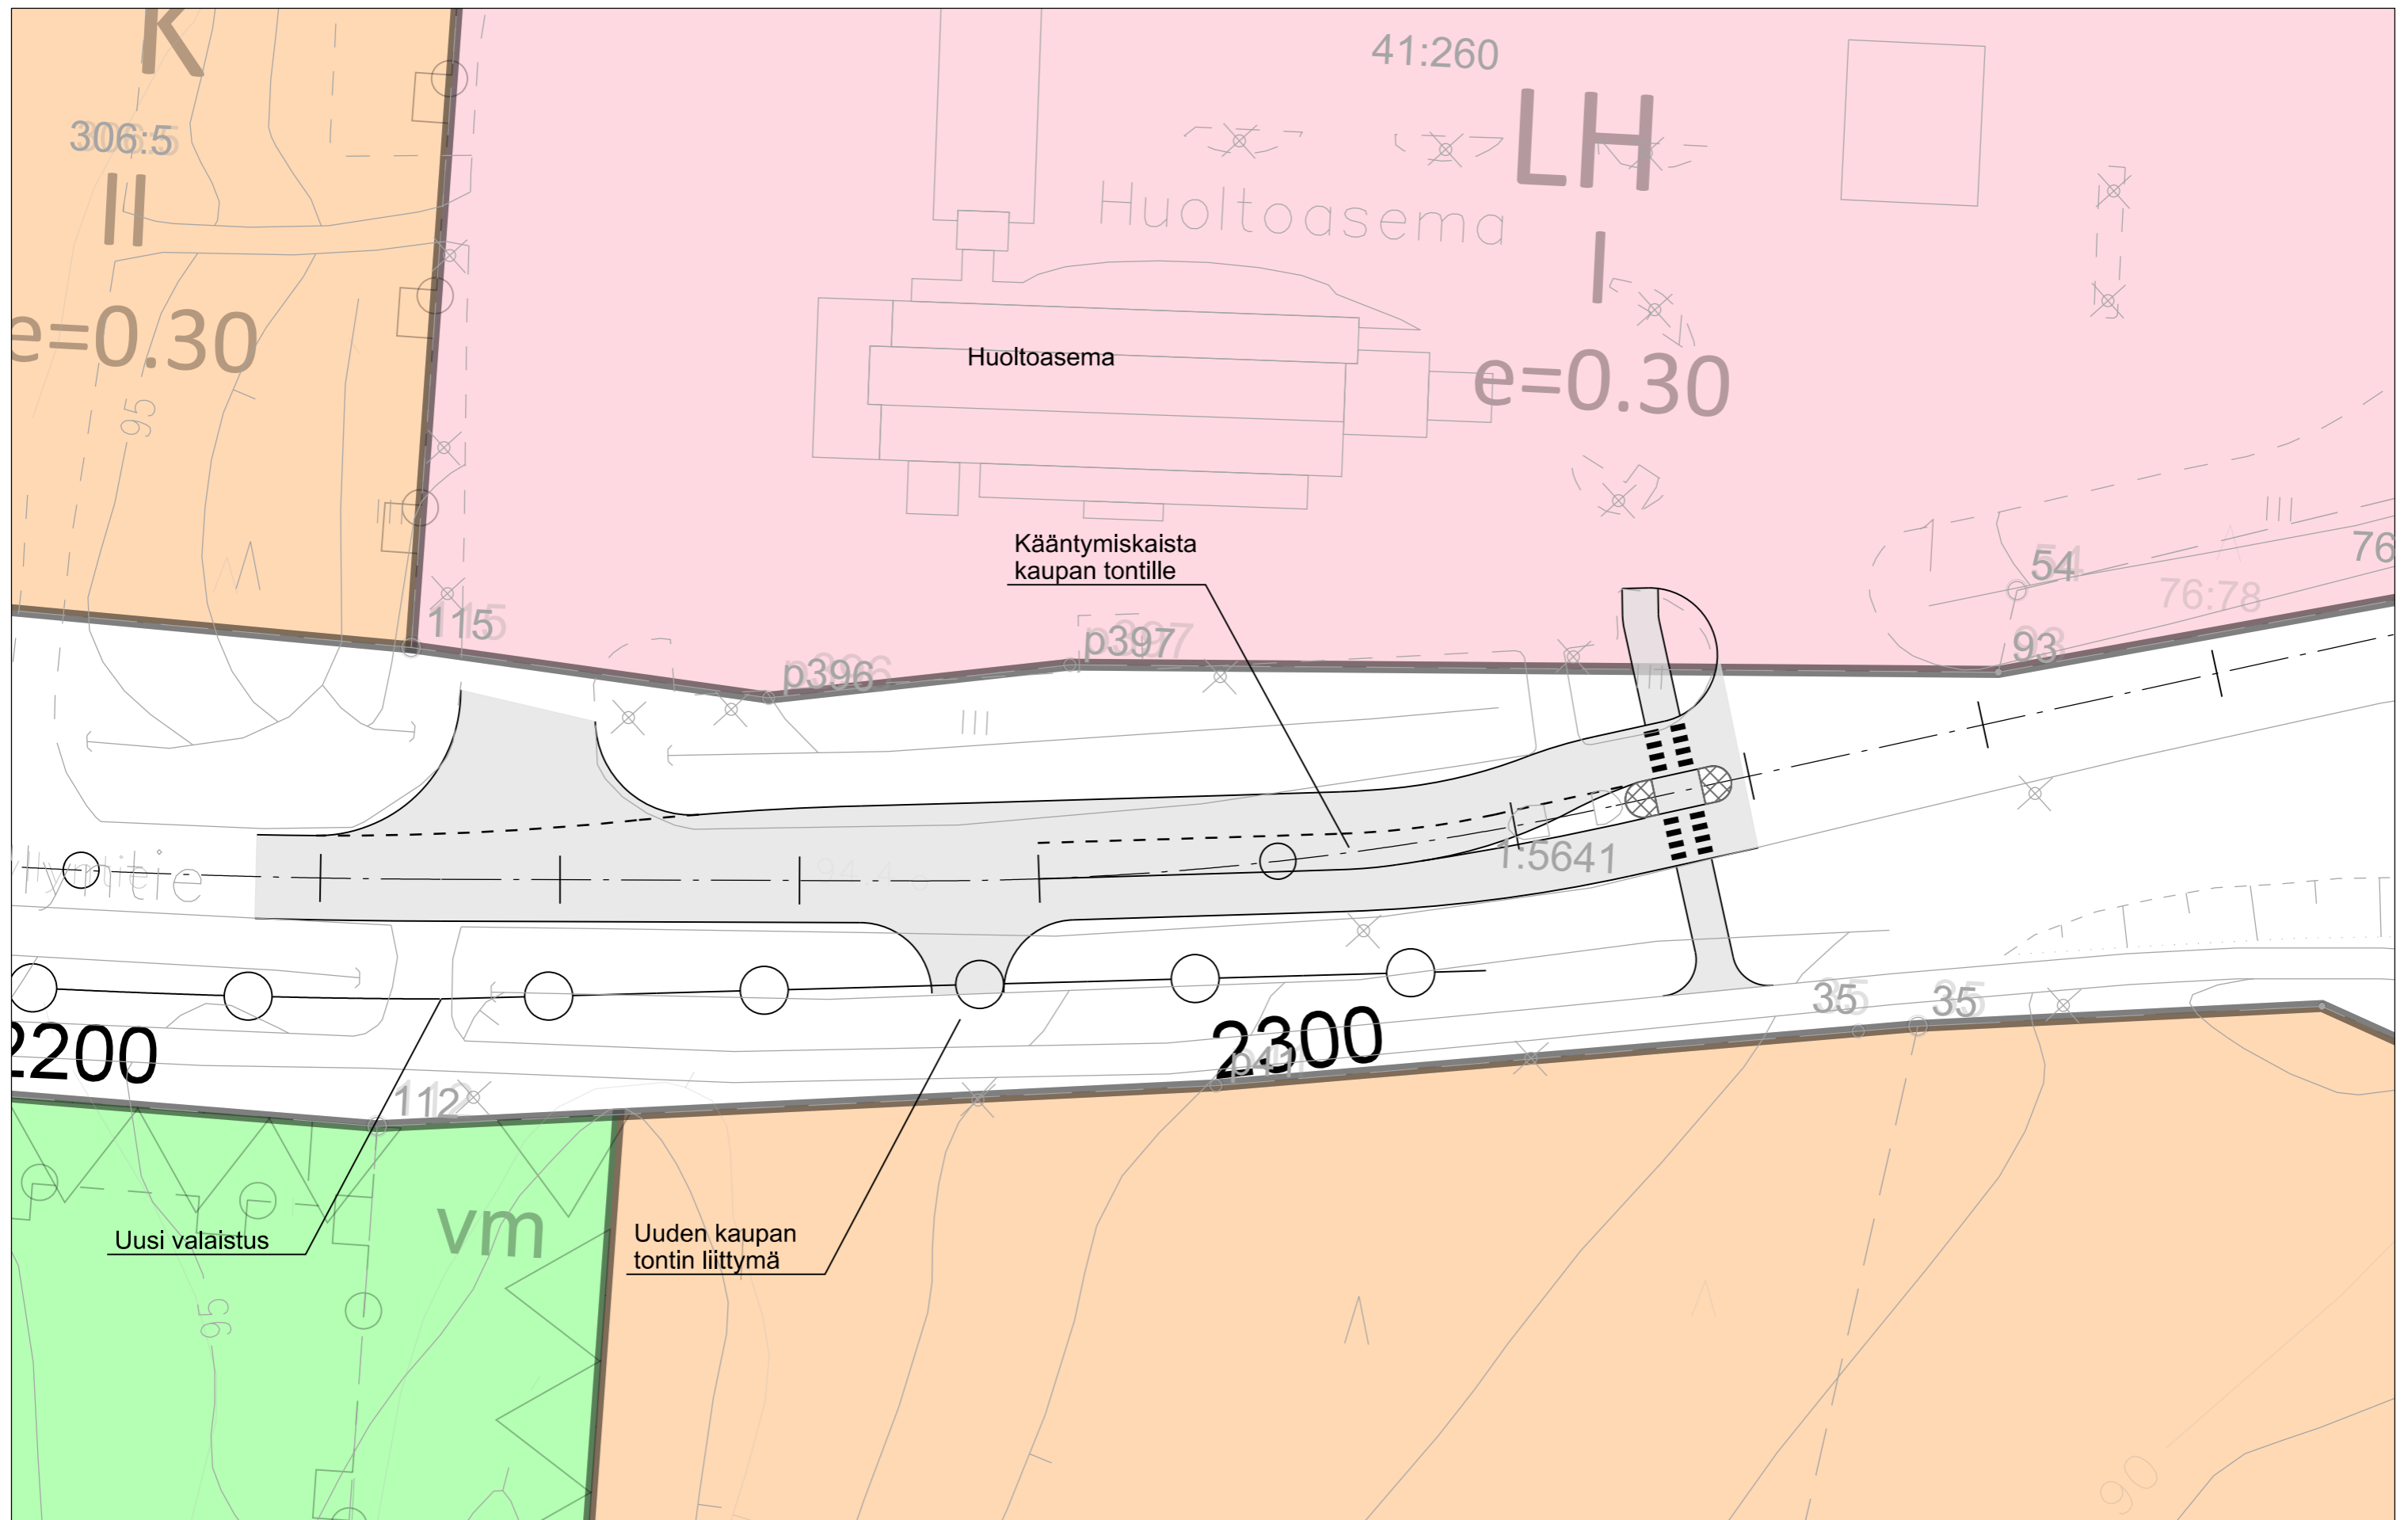 K
41:260
306:5
LH
II
Huoltoasema
I
e=0.30
Huoltoasema
e=0.30
95
Kääntymiskaista
kaupan tontille
54
76
76:78
115
p397
93
p396
1:5641
35
35
2200
2300
p41
112
vm
Uusi valaistus
Uuden kaupan
tontin liittymä
95
90